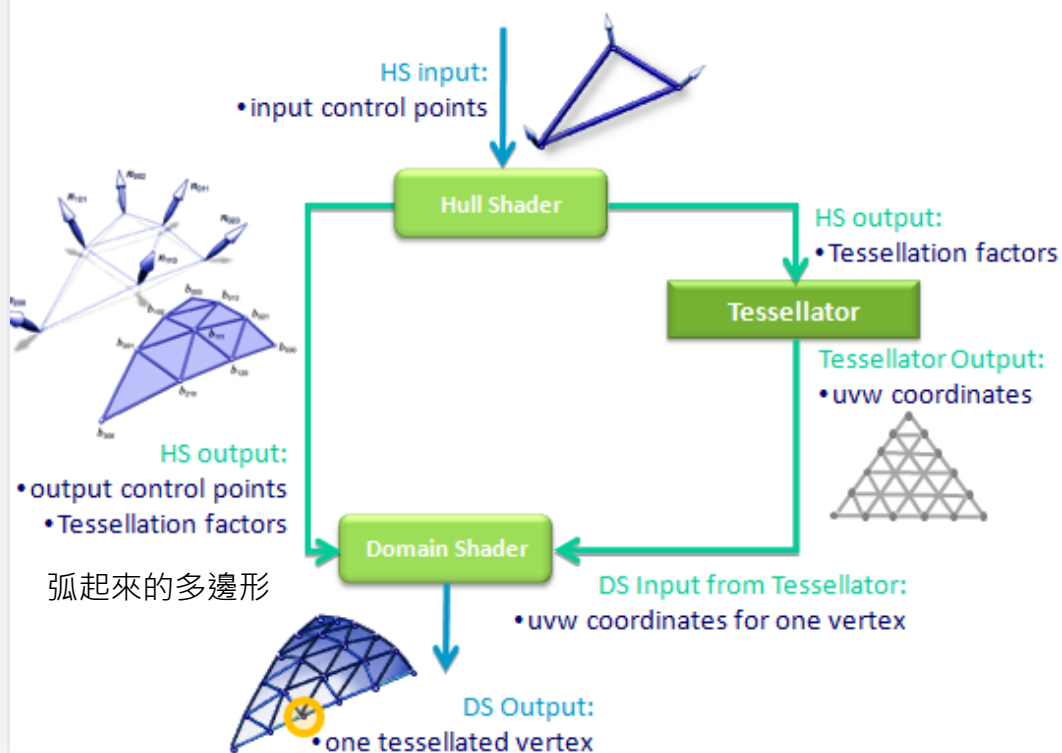 HS input:
•input control points
Hull Shader
HS output:
•Tessellation factors
Tessellator
Tessellator Output:
•uvw coordinates
HS output:
•output control points
•Tessellation factors
Domain Shader
弧起來的多邊形
DS Input from Tessellator:
•uvw coordinates for one vertex
DS Output:
•one tessellated vertex